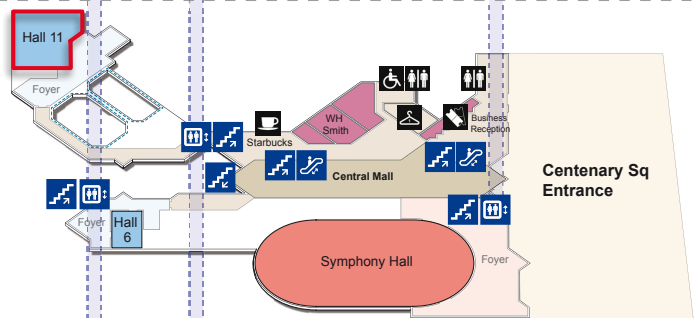 Hall 11
Foyer
WH
Smith
Starbucks
Business
Reception
Central Mall
Centenary Sq
Entrance
Foyer
Hall
6
Symphony Hall
Foyer